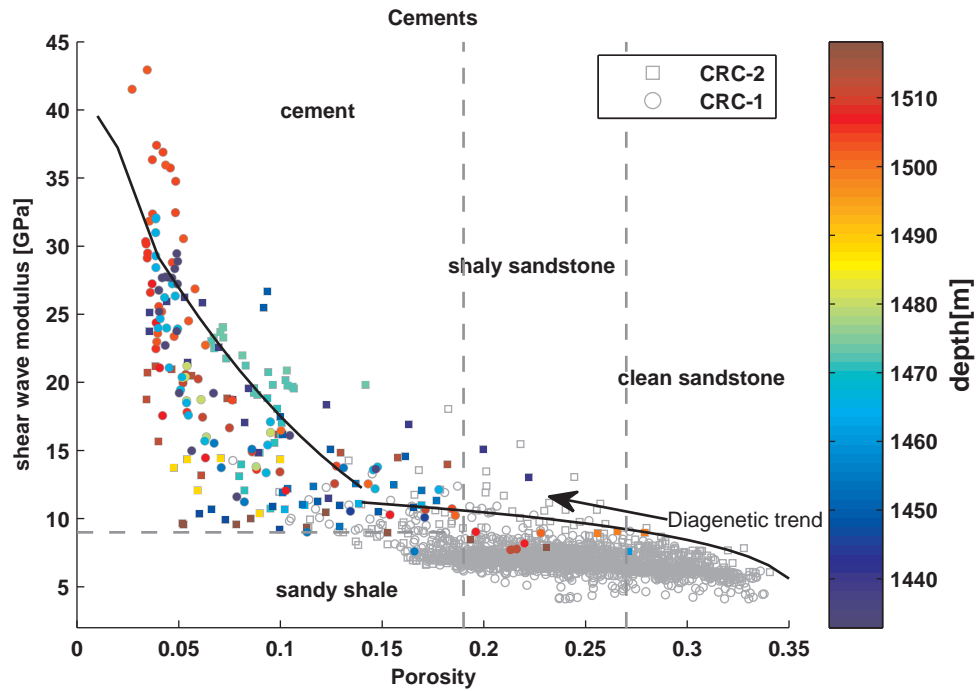 Cements
45
40
35
30
25
20
15
10
5
shear wave modulus [GPa]
0
0.05
0.1
0.15
0.2
0.25
0.3
0.35
Porosity
CRC-2
CRC-1
cement
shaly sandstone
clean sandstone
Diagenetic trend
sandy shale
1510
1500
1490
1480
1470
1460
1450
1440
depth[m]